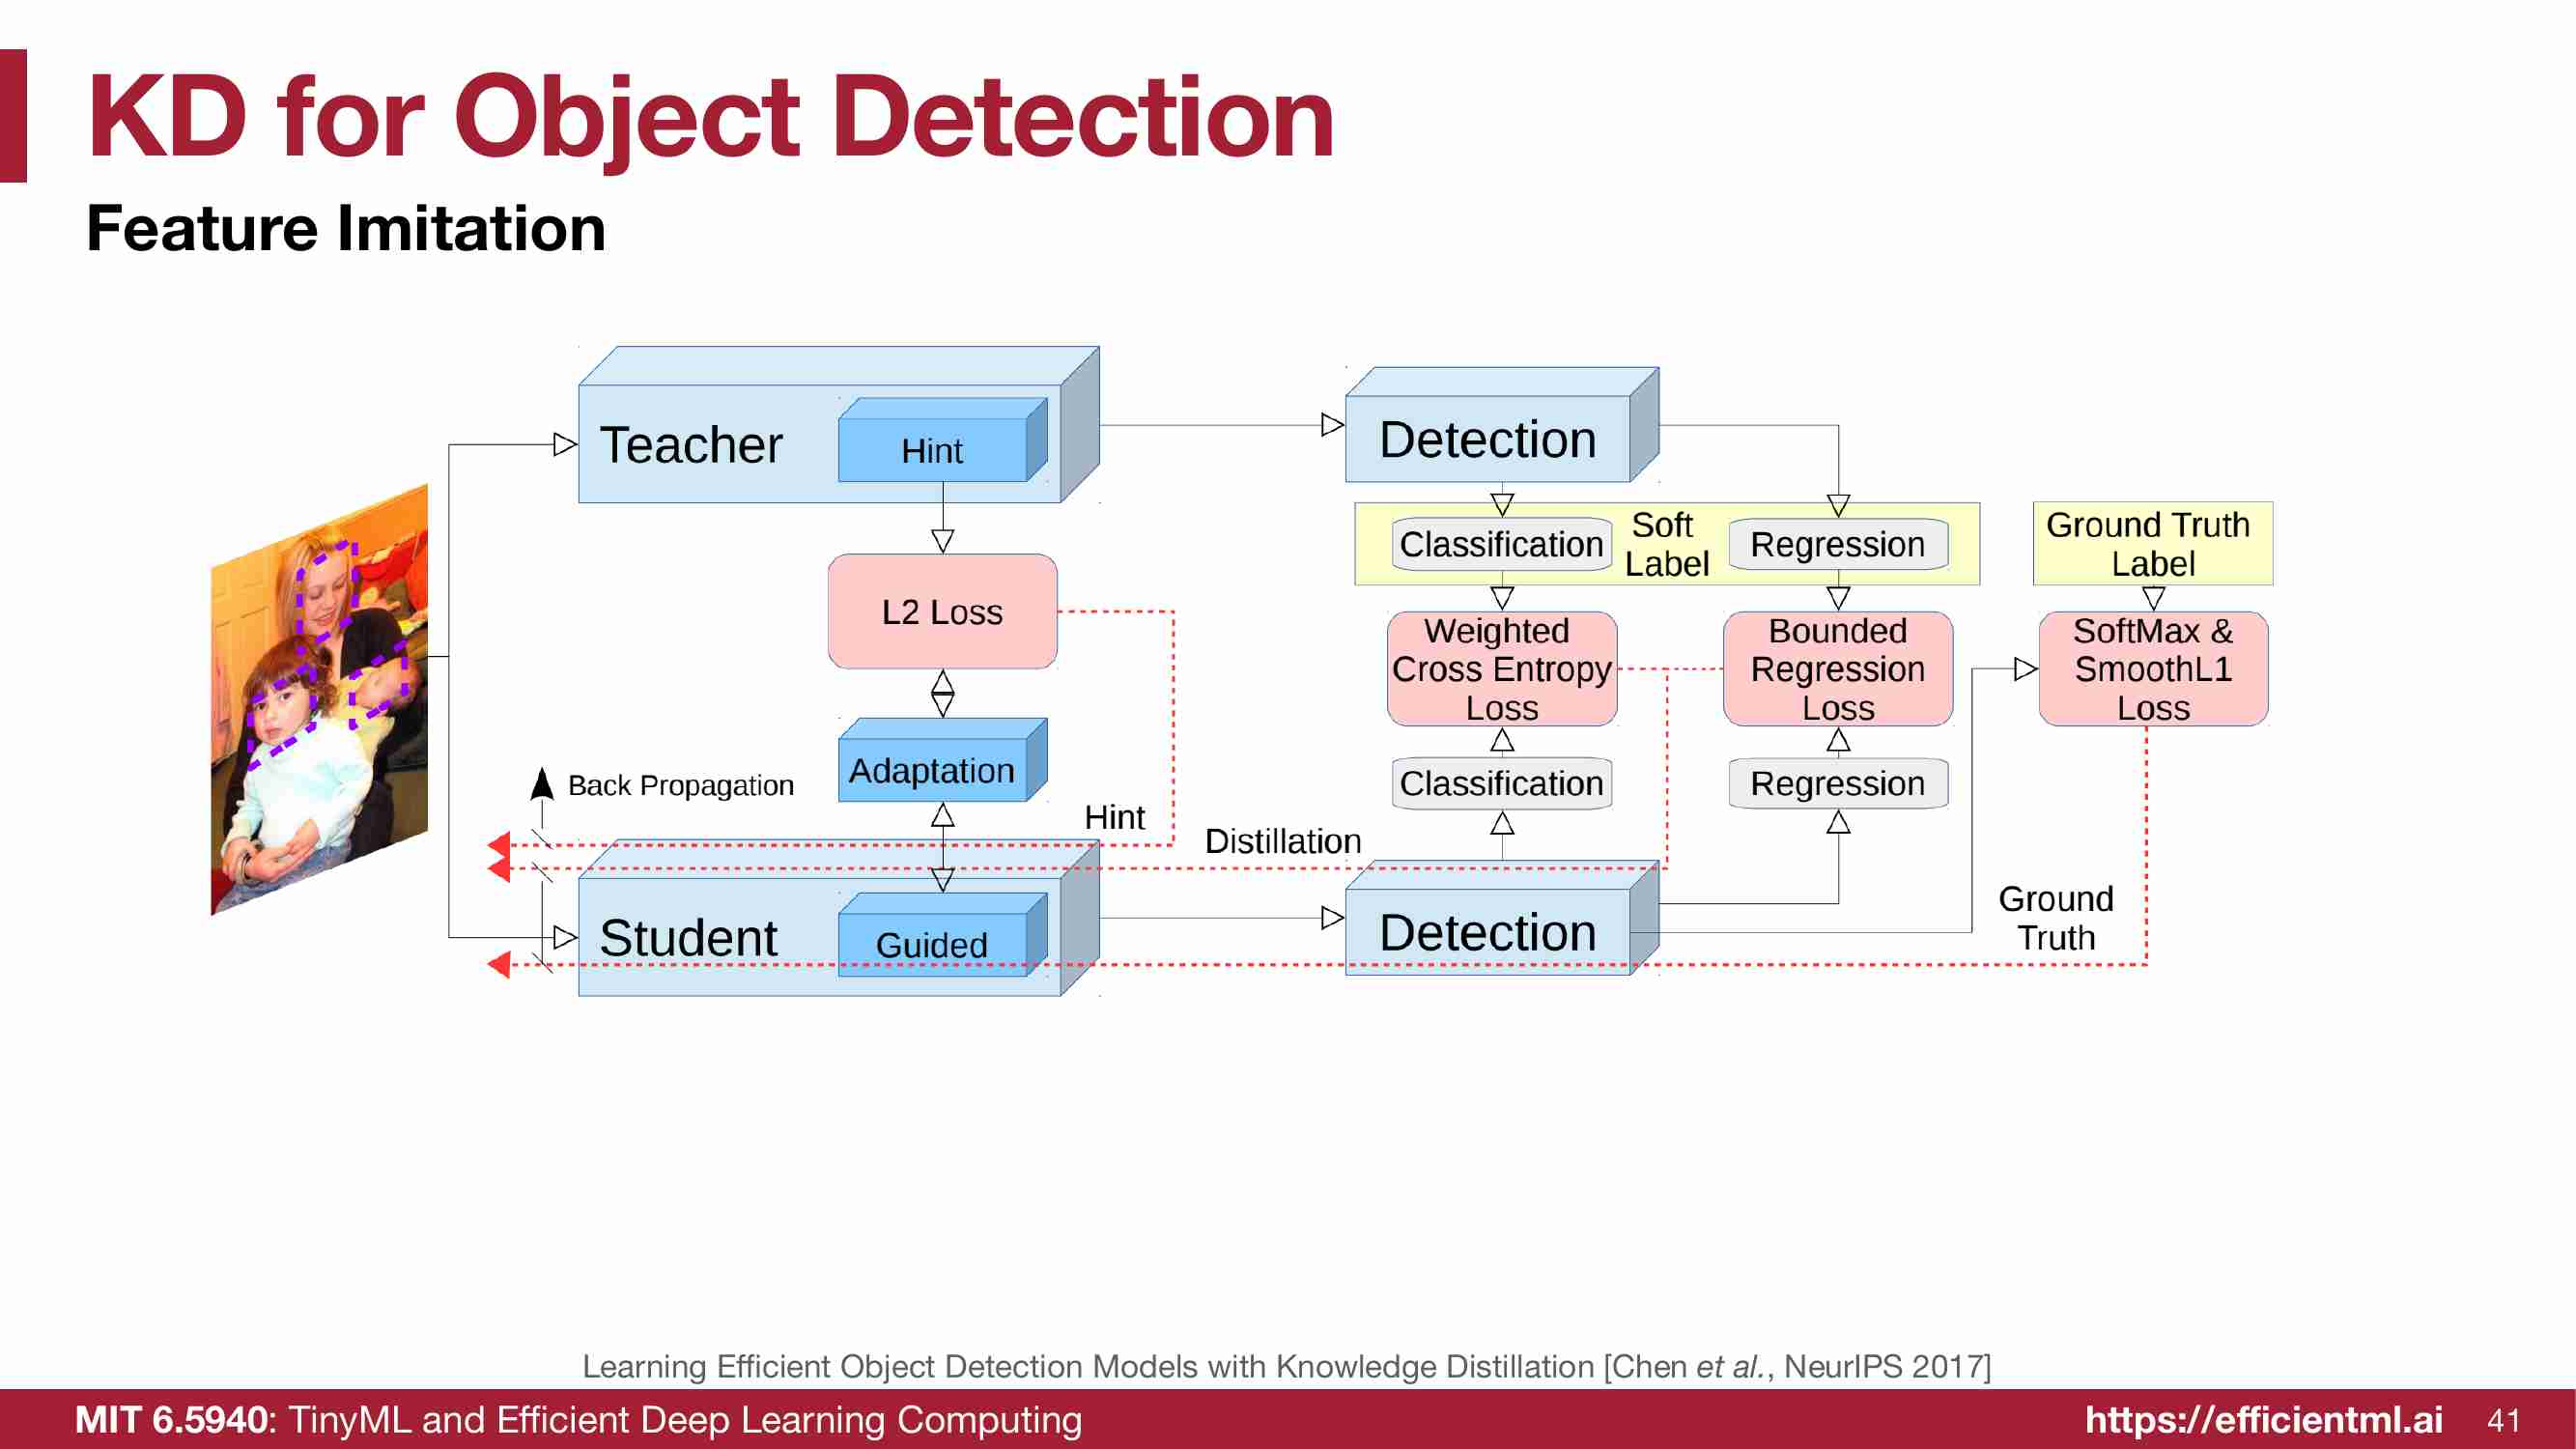 KD for Object Detection
Feature Imitation
Teacher
Hint
Detection
Classification
Soft
Label
Regression
Ground Truth
Label
L2 Loss
Weighted
Cross Entropy
Loss
Bounded
Regression
Loss
SoftMax &
SmoothL1
Loss
Back Propagation
Adaptation
Classification
Regression
Hint
Distillation
Student
Guided
Detection
Ground
Truth
Learning Efficient Object Detection Models with Knowledge Distillation [Chen et al., NeurIPS 2017]
MIT 6.5940: TinyML and Efficient Deep Learning Computing
https://efficientml.ai
41